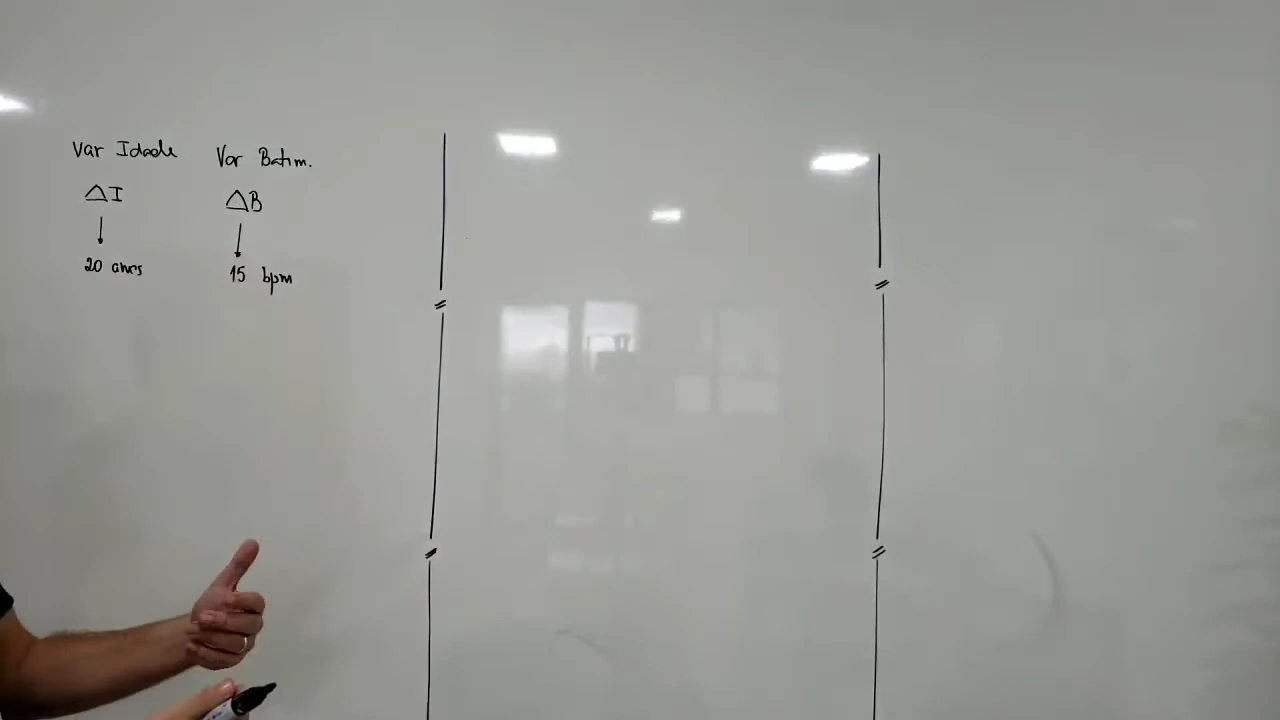 Var Idade Var Batim.
ΔI ΔB
20 anos 15 bpm